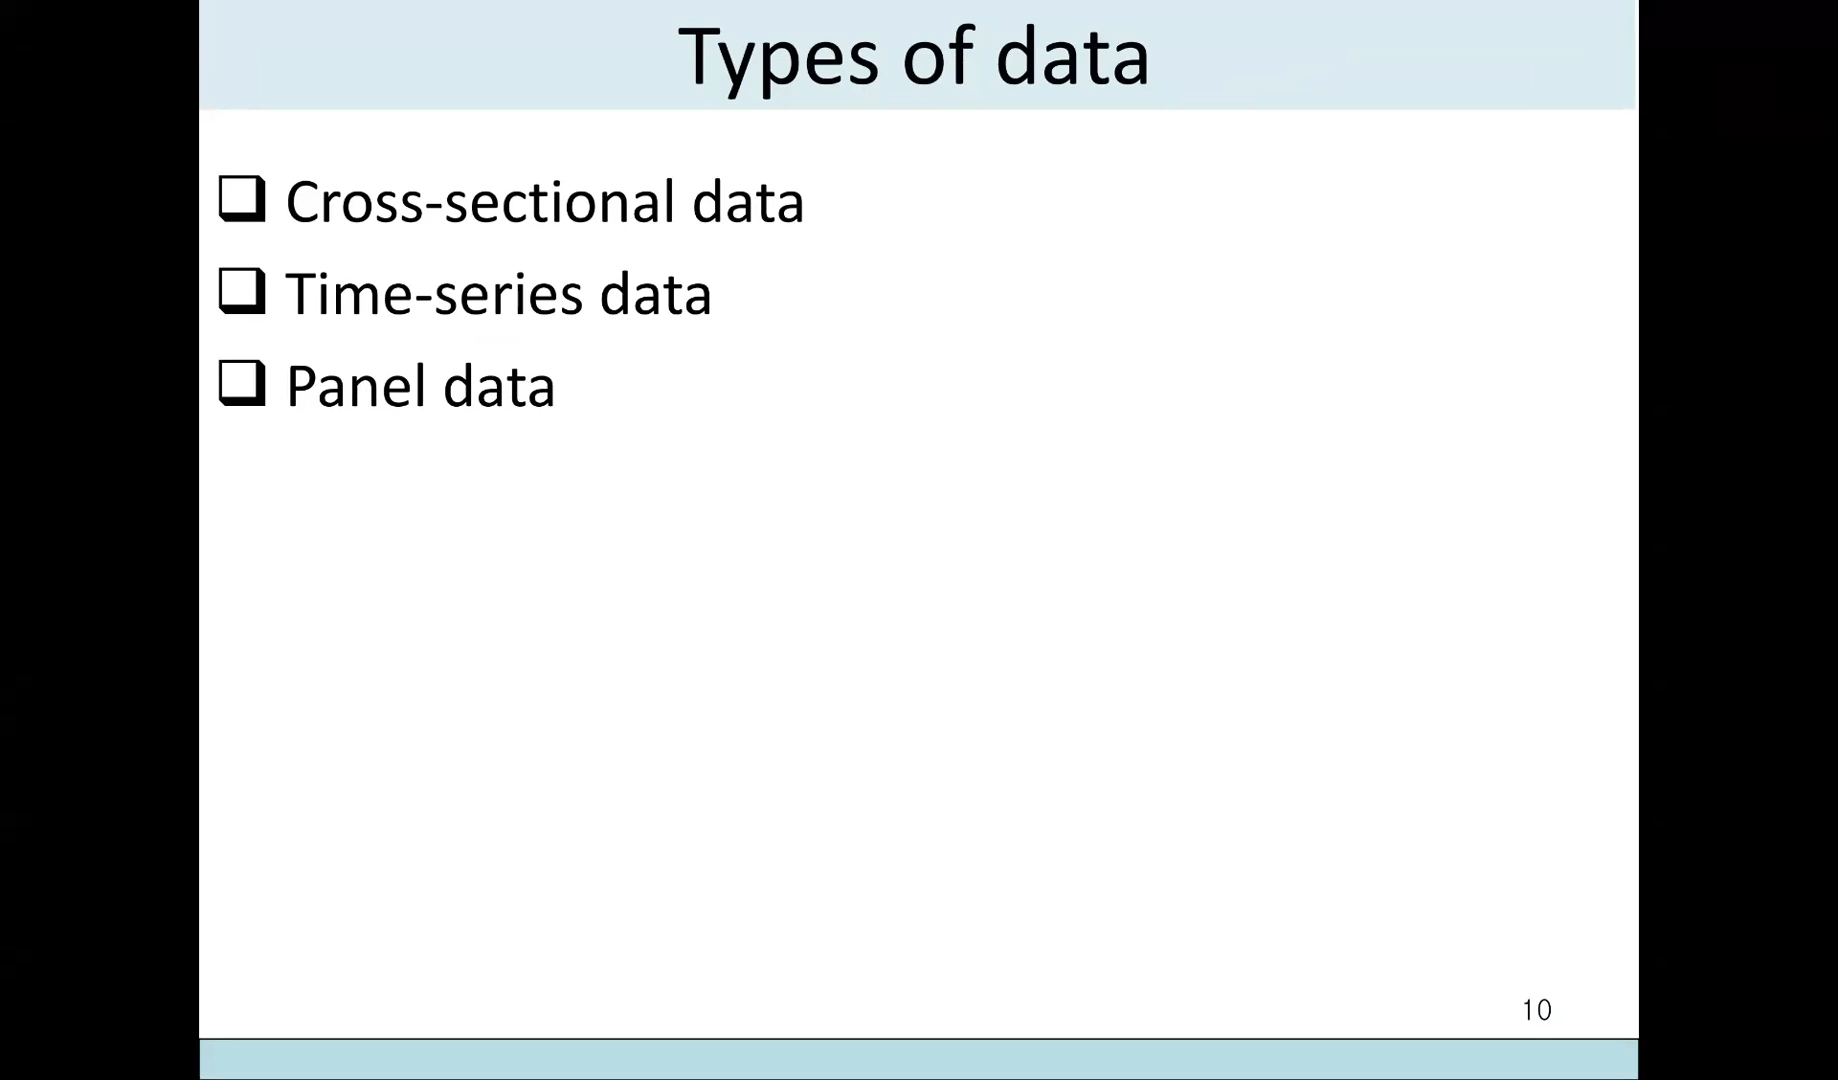 Types of data
Cross-sectional data
Time-series data
Panel data
10